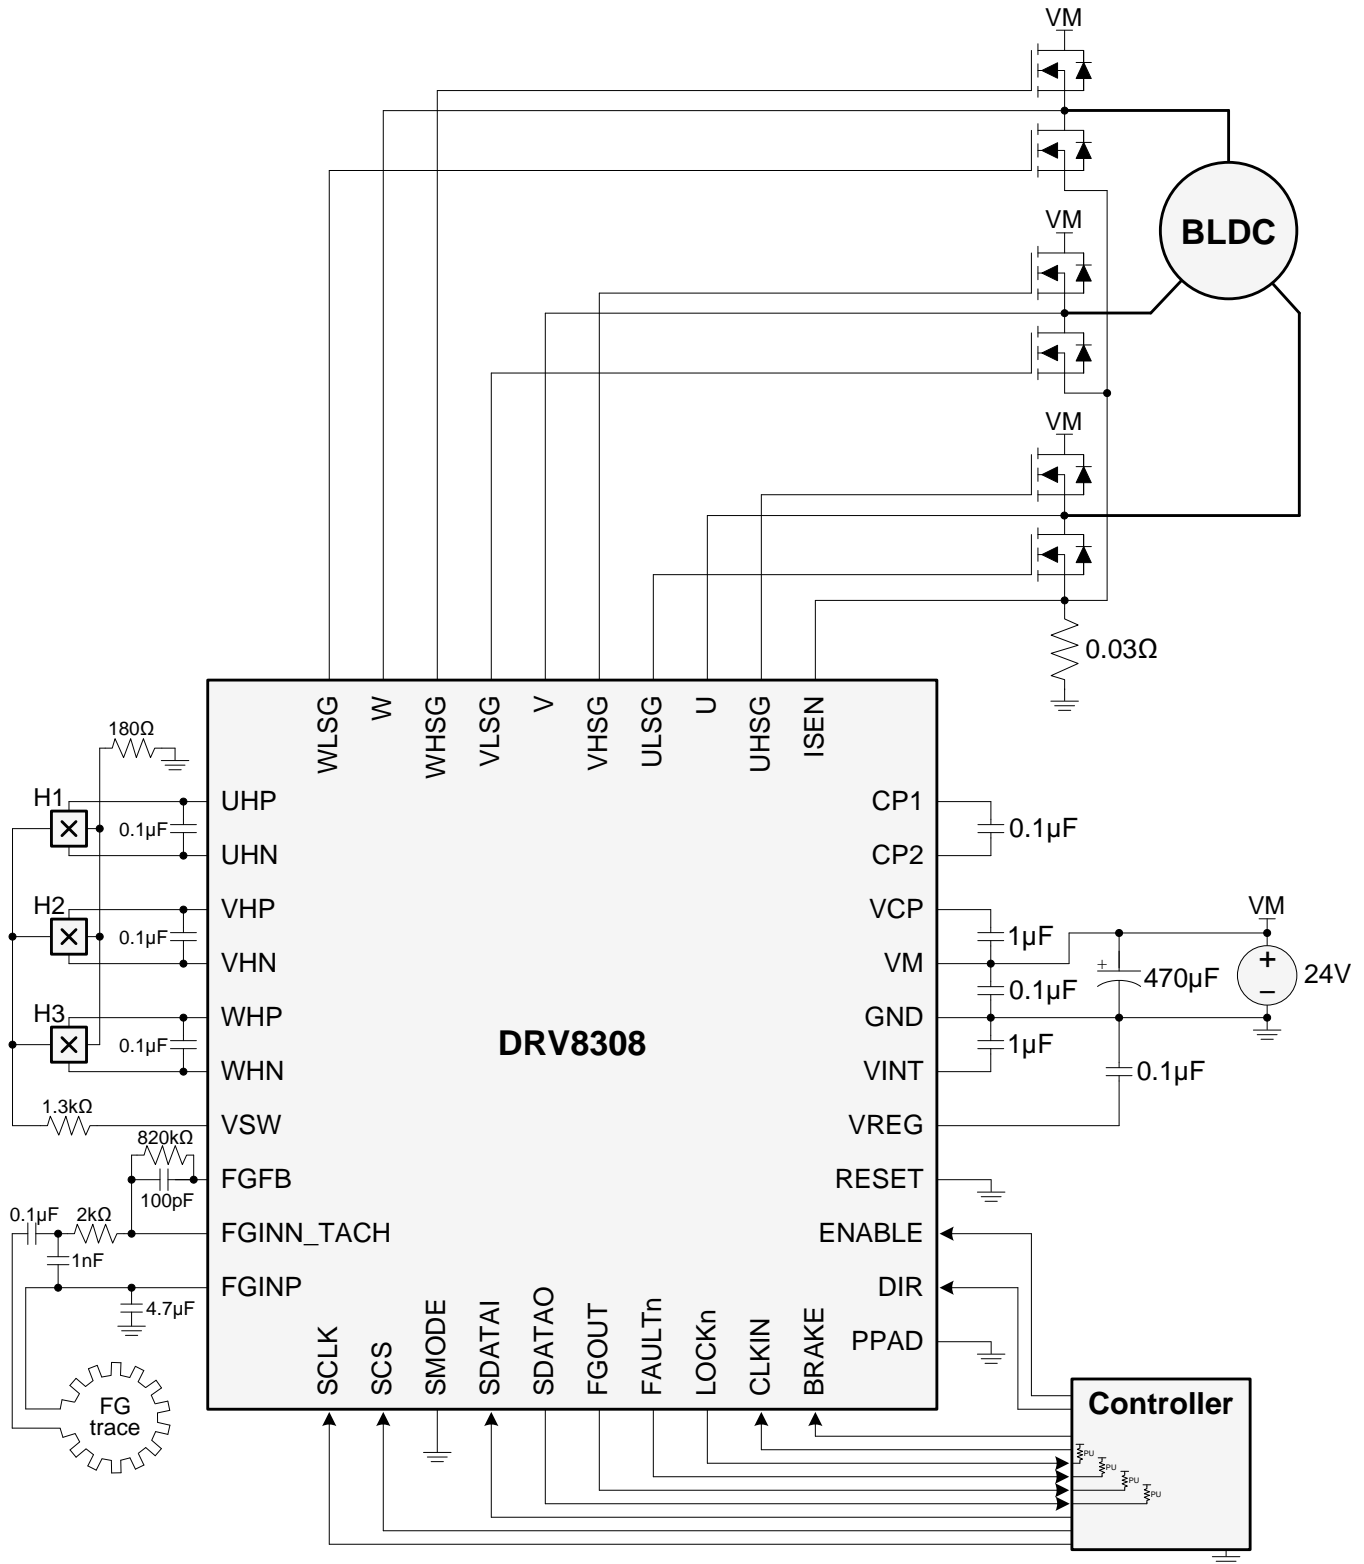 VM
BLDC
VM
VM
0.03Ω
WLSG
W
WHSG
VLSG
V
VHSG
ULSG
U
UHSG
ISEN
180Ω
H1
0.1µF
UHP
UHN
CP1
CP2
0.1µF
H2
0.1µF
VHP
VHN
VCP
VM
1µF
0.1µF
VM
470µF
+
24V
+
−
H3
0.1µF
WHP
WHN
DRV8308
GND
VINT
1µF
0.1µF
1.3kΩ
VSW
VREG
820kΩ
100pF
FGFB
RESET
0.1µF
2kΩ
1nF
FGINN_TACH
ENABLE
FGINP
4.7µF
DIR
PPAD
SCLK
SCS
SMODE
SDATAI
SDATAO
FGOUT
FAULTn
LOCKn
CLKIN
BRAKE
FG
trace
Controller
PU
PU
PU
PU